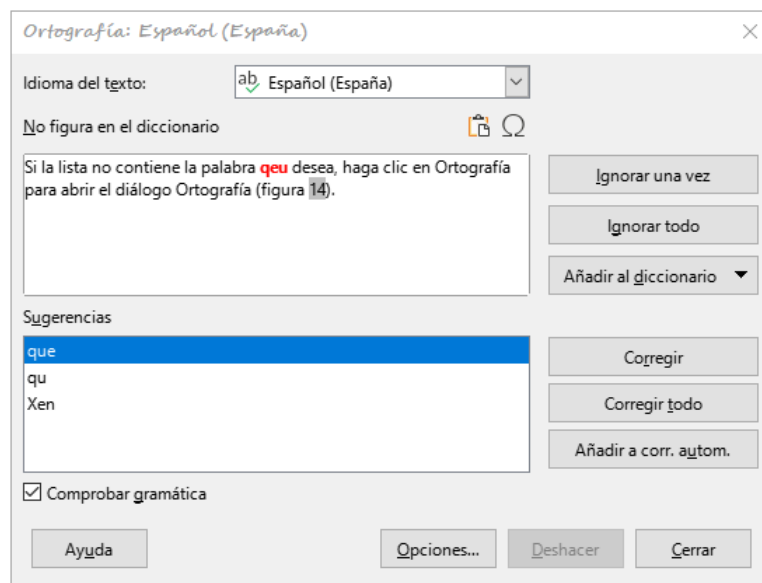 Ortografía: Español (España)
Idioma del texto:
Español (España)
No figura en el diccionario
Si la lista no contiene la palabra qeu desea, haga clic en Ortografía
para abrir el diálogo Ortografía (figura 14).
Ignorar una vez
Ignorar todo
Añadir al diccionario
Sugerencias
que
qu
Xen
Corregir
Corregir todo
Añadir a corr. autom.
Comprobar gramática
Ayuda
Opciones...
Deshacer
Cerrar